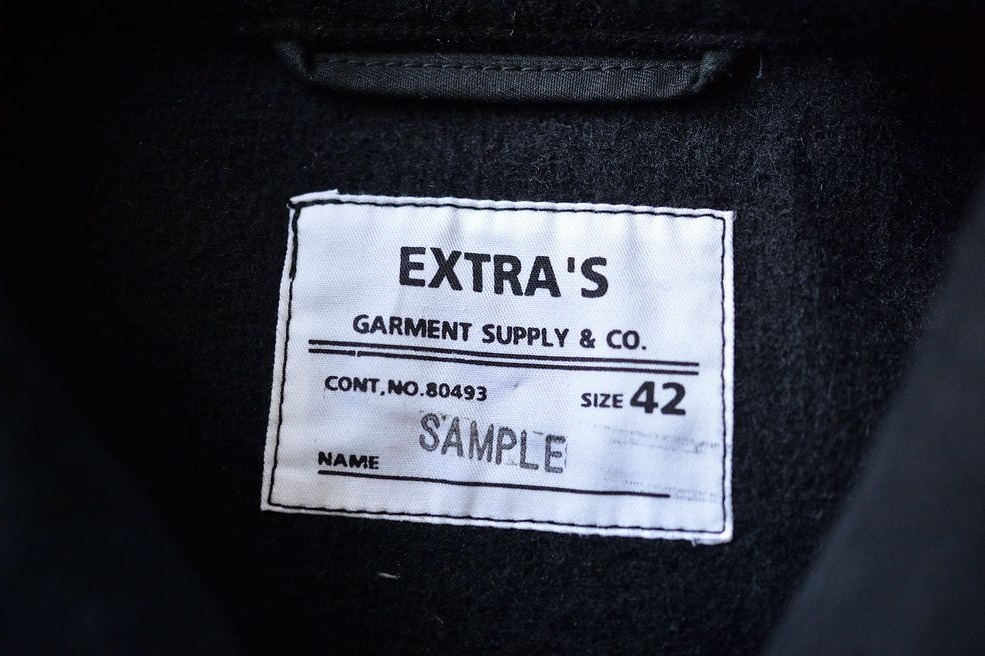 EXTRA'S
GARMENT SUPPLY & CO.
CONT.NO.80493 SIZE 42
SAMPLE
NAME